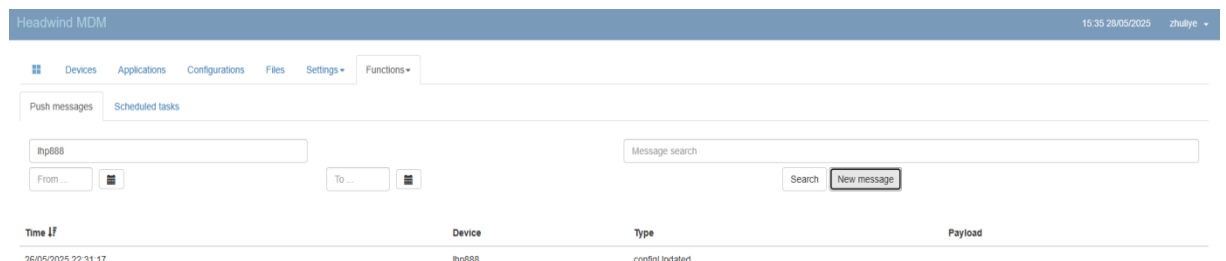 Headwind MDM 15:35 28/05/2025 zhuliye
Devices Applications Configurations Files Settings Functions
Push messages Scheduled tasks
lhp888 Message search
From ... To ... Search New message
Time Device Type Payload
26/05/2025 22:31:17 lhp888 configUpdated